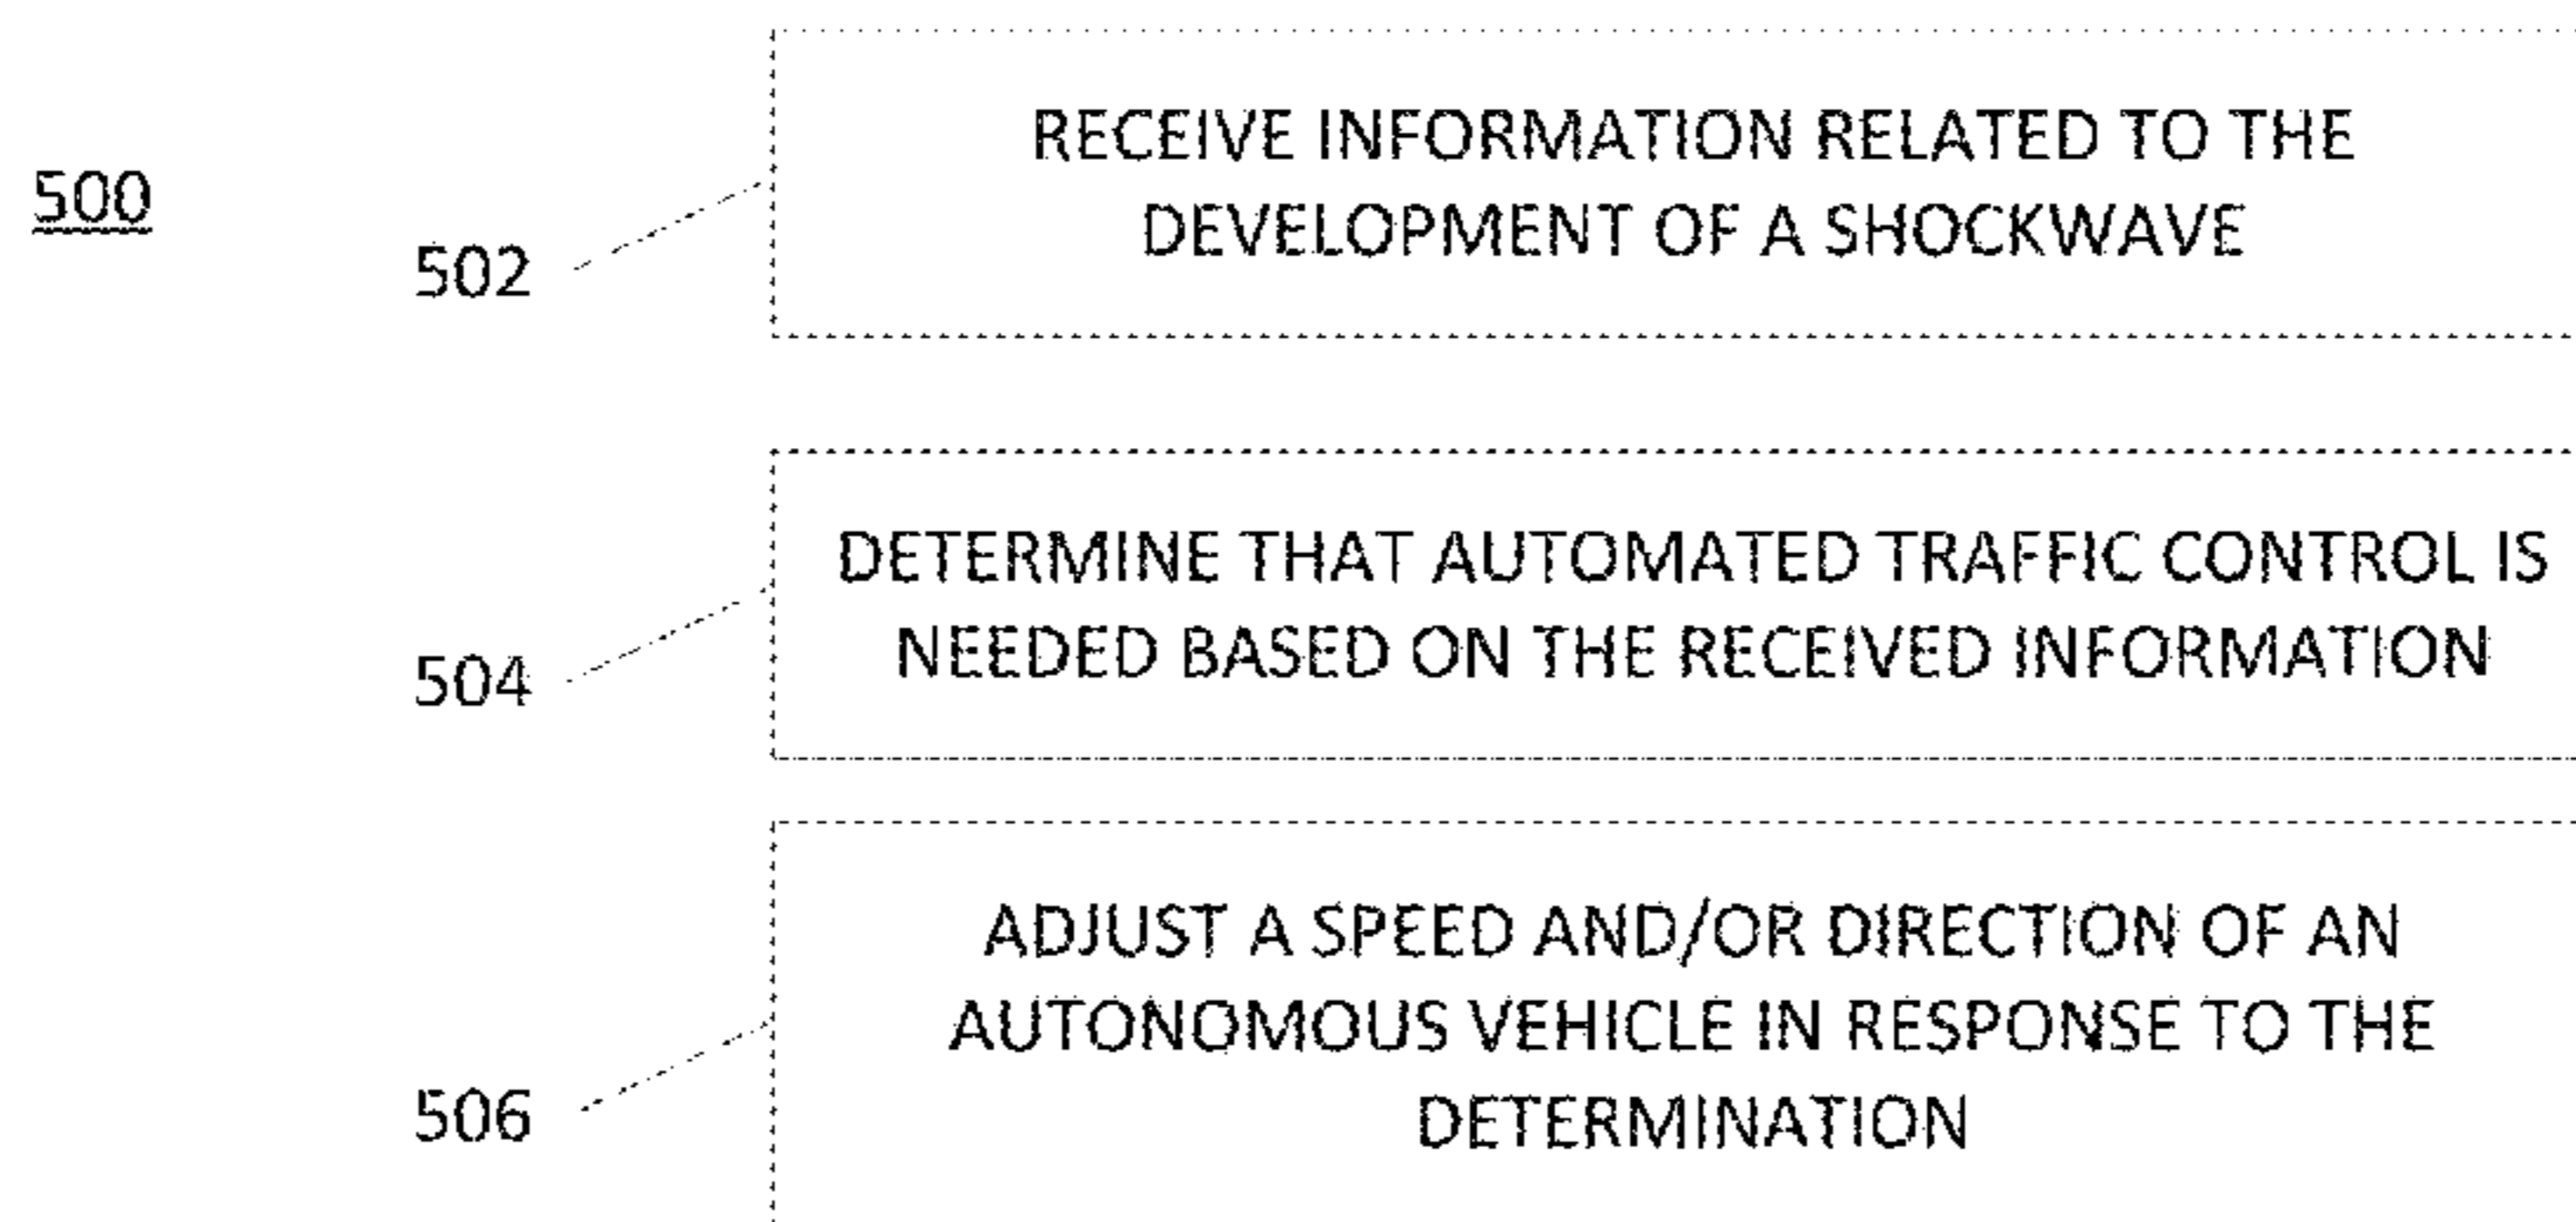 500
502
RECEIVE INFORMATION RELATED TO THE
DEVELOPMENT OF A SHOCKWAVE
504
DETERMINE THAT AUTOMATED TRAFFIC CONTROL IS
NEEDED BASED ON THE RECEIVED INFORMATION
506
ADJUST A SPEED AND/OR DIRECTION OF AN
AUTONOMOUS VEHICLE IN RESPONSE TO THE
DETERMINATION